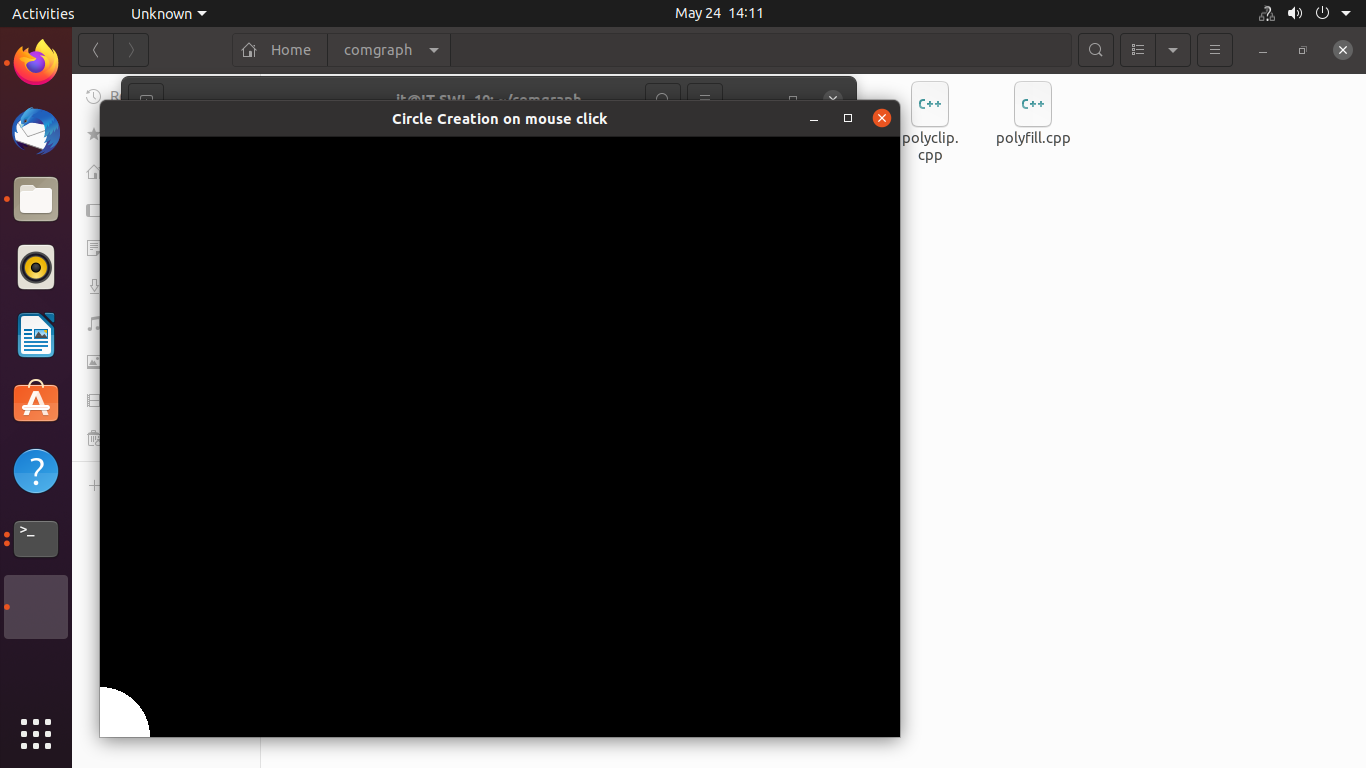 Activities
Unknown
May 24 14:11
Home
comgraph
it@IT-SWL-10: ~/comgraph
Circle Creation on mouse click
C++
C++
polyclip.
cpp
polyfill.cpp
>_